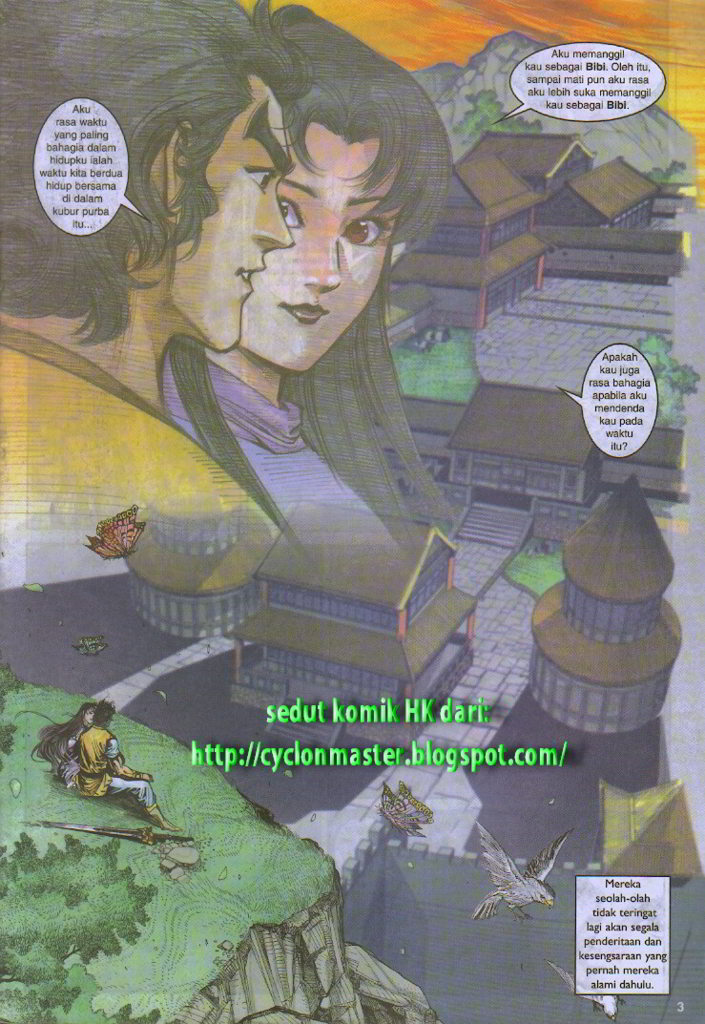 Aku memanggil
kau sebagai Bibi. Oleh itu,
sampai mati pun aku rasa
aku lebih suka memanggil
kau sebagai Bibi.
Aku
rasa waktu
yang paling
bahagia dalam
hidupku ialah
waktu kita berdua
hidup bersama
di dalam
kubur purba
itu...
Apakah
kau juga
rasa bahagia
apabila aku
mendenda
kau pada
waktu
itu?
sedut komik HK dari:
http://cyclonmaster.blogspot.com/
Mereka
seolah-olah
tidak teringat
lagi akan segala
penderitaan dan
kesengsaraan yang
pernah mereka
alami dahulu.
3